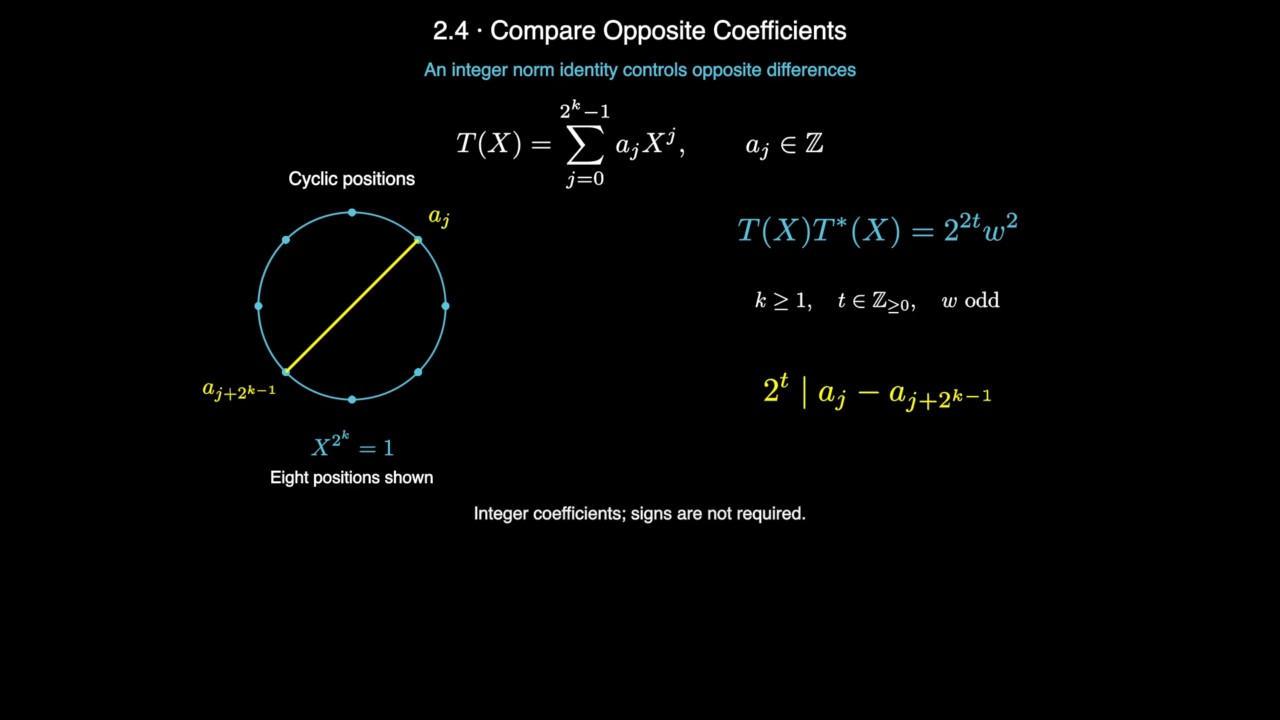 2.4 · Compare Opposite Coefficients
An integer norm identity controls opposite differences
T(X) = \sum_{j=0}^{2^k-1} a_j X^j,  a_j ∈ ℤ
Cyclic positions
a_j
T(X)T^*(X) = 2^{2t}w^2
k ≥ 1,  t ∈ ℤ_{≥0},  w odd
a_{j+2^{k-1}}
2^t | a_j − a_{j+2^{k-1}}
X^{2^k} = 1
Eight positions shown
Integer coefficients; signs are not required.